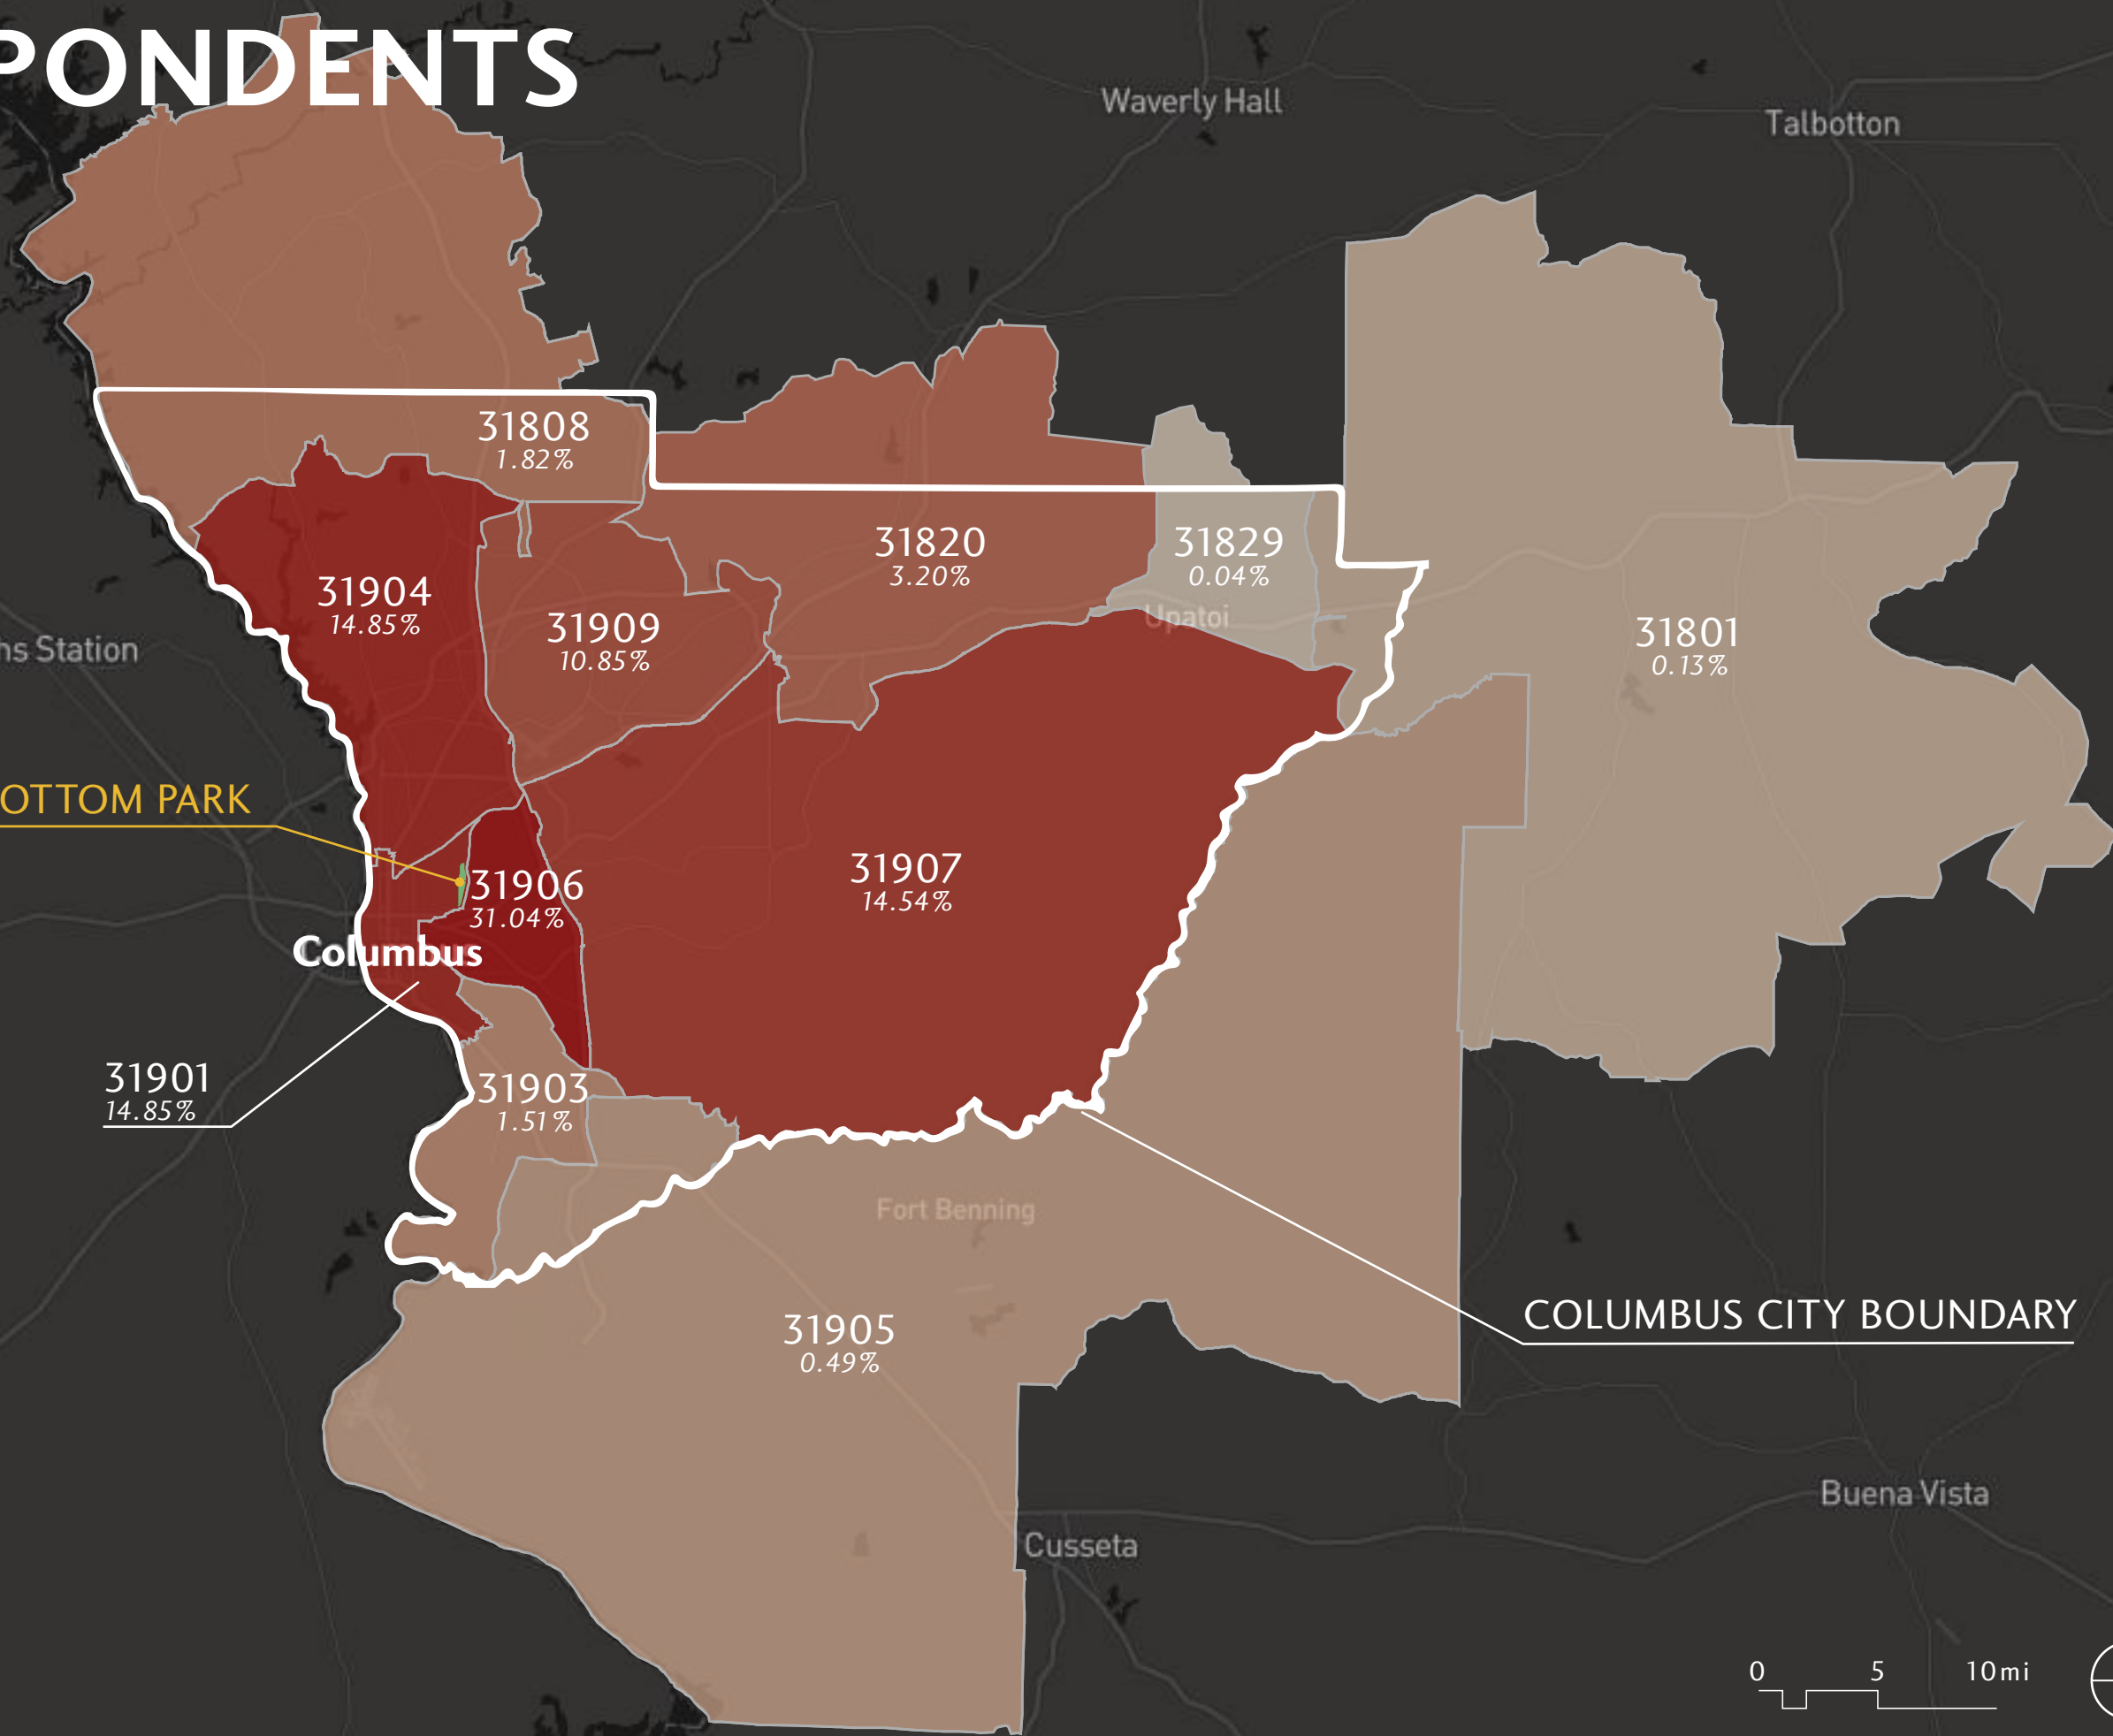 PONDENTS
Waverly Hall
Talbotton
31808
1.82%
31820
3.20%
31829
0.04%
31904
14.85%
31909
10.85%
Upatoi
31801
0.13%
hs Station
OTTOM PARK
31906
31.04%
31907
14.54%
Columbus
31901
14.85%
31903
1.51%
Fort Benning
COLUMBUS CITY BOUNDARY
31905
0.49%
Buena Vista
Cusseta
0 5 10mi